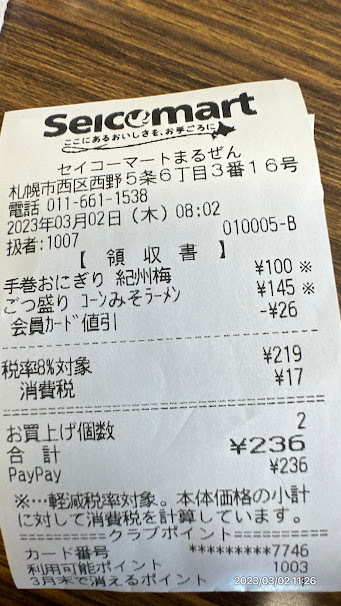 Seicomart
ここにあるおいしさを、お手ごろに
セイコーマートまるぜん
札幌市西区西野5条6丁目3番16号
電話 011-661-1538
2023年03月02日(木)08:02
扱者:1007 010005-B
【 領 収 書 】
手巻おにぎり 紀州梅 ¥100 ※
ごつ盛り コーンみそラーメン ¥145 ※
会員カード値引 -¥26
税率8%対象 ¥219
消費税 ¥17
お買上げ個数 2
合 計 ¥236
PayPay ¥236
※…軽減税率対象。本体価格の小計
に対して消費税を計算しています。
クラブポイント
カード番号 *********7746
利用可能ポイント 1003
3月末で消えるポイント
2023/03/02 11:26